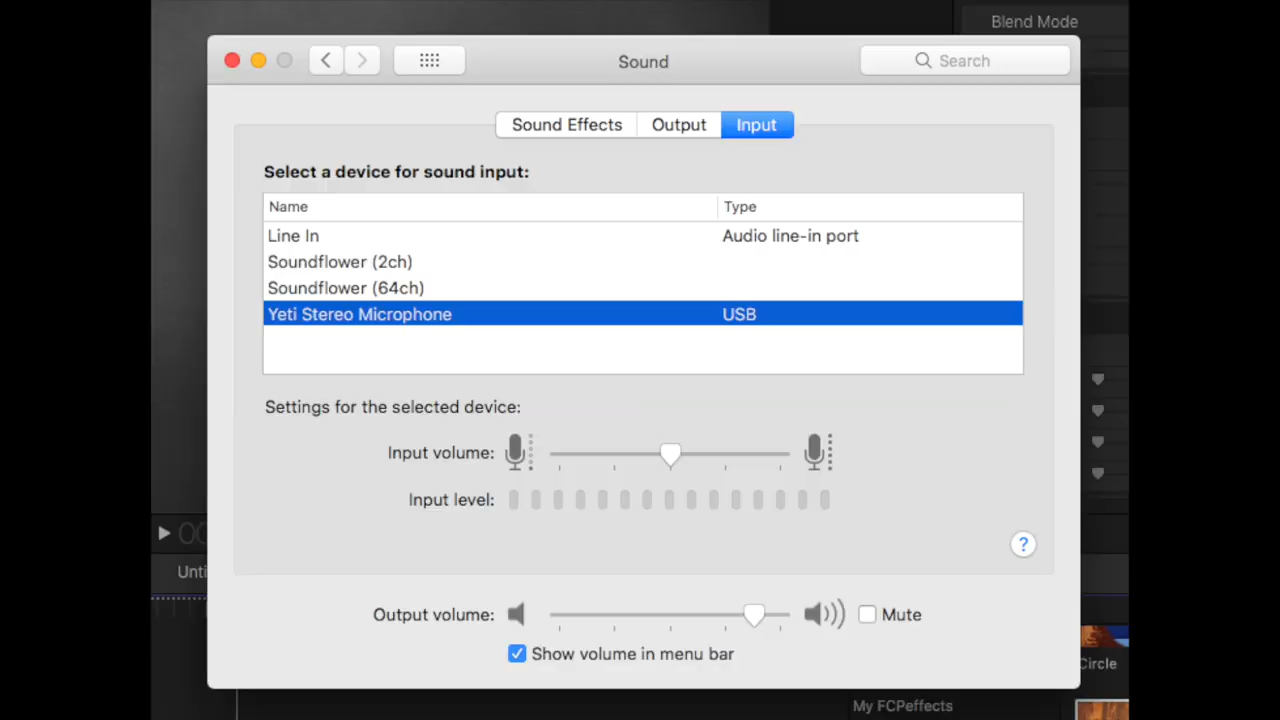 Blend Mode
Sound
Search
Sound Effects Output Input
Select a device for sound input:
Name Type
Line In Audio line-in port
Soundflower (2ch)
Soundflower (64ch)
Yeti Stereo Microphone USB
Settings for the selected device:
Input volume:
Input level:
?
00
Unti
Output volume: Mute
Show volume in menu bar
Circle
My FCPeffects